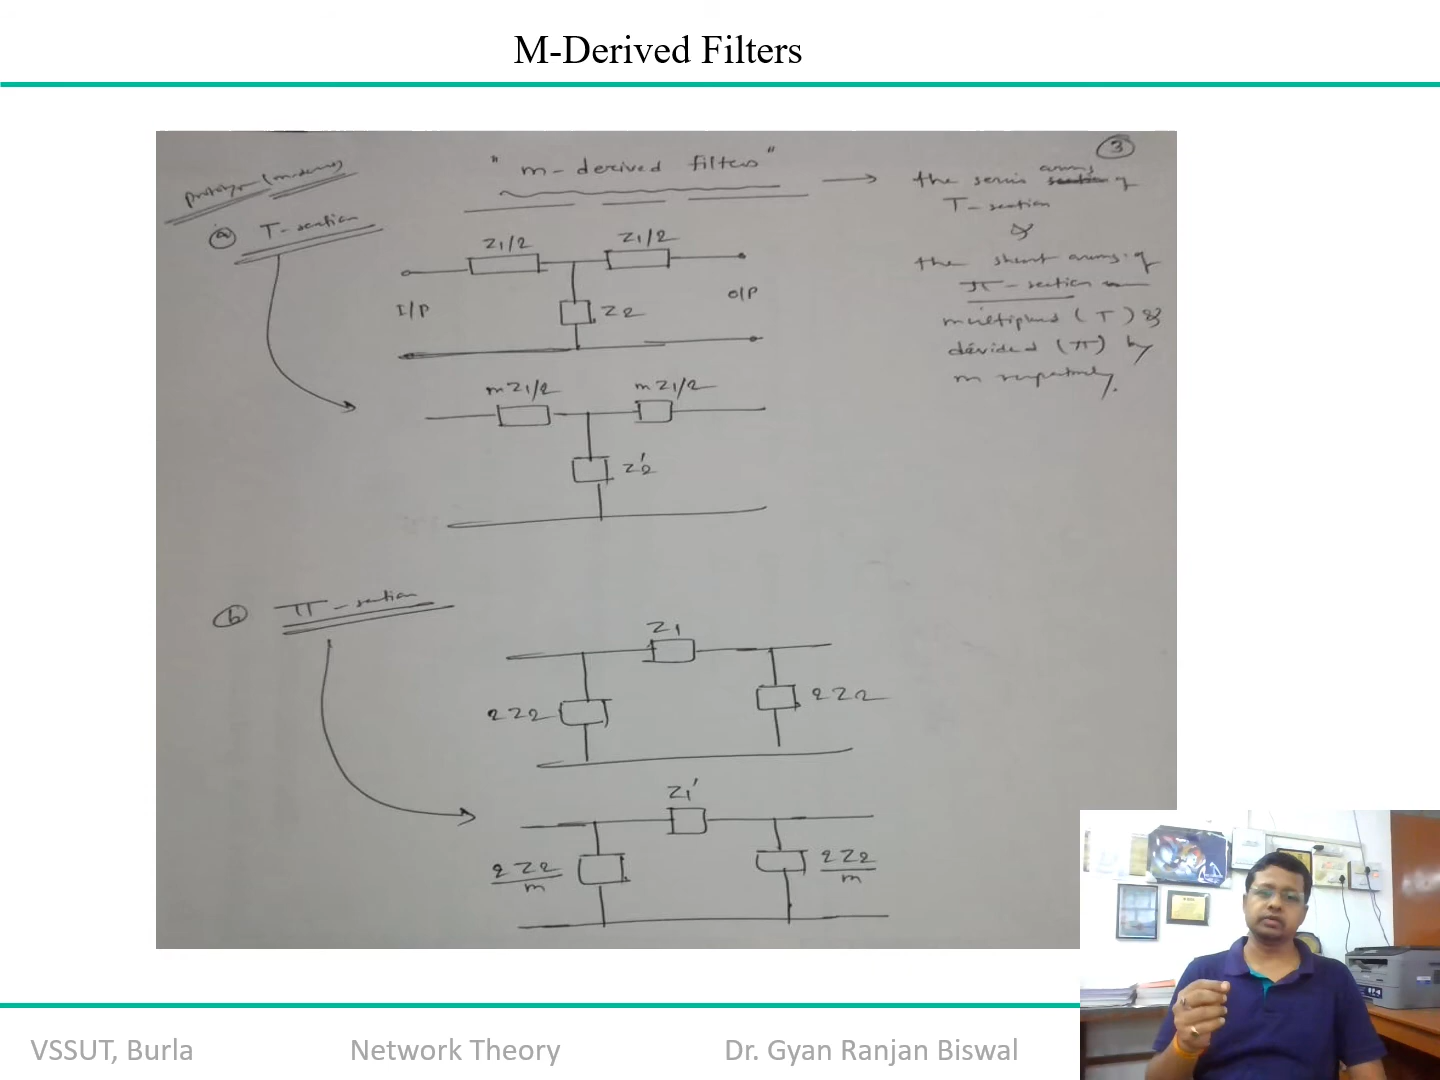 M-Derived Filters
3
"m-derived filters"
the series arms of
T-section
&
the shunt arms of
π-section
multiplied (T) &
devided (π) by
m respectively.
a T-section
Z1/2 Z1/2
I/P Z2 O/P
mZ1/2 mZ1/2
Z2'
b π-section
Z1
2Z2 2Z2
Z1'
2Z2/m 2Z2/m
VSSUT, Burla Network Theory Dr. Gyan Ranjan Biswal